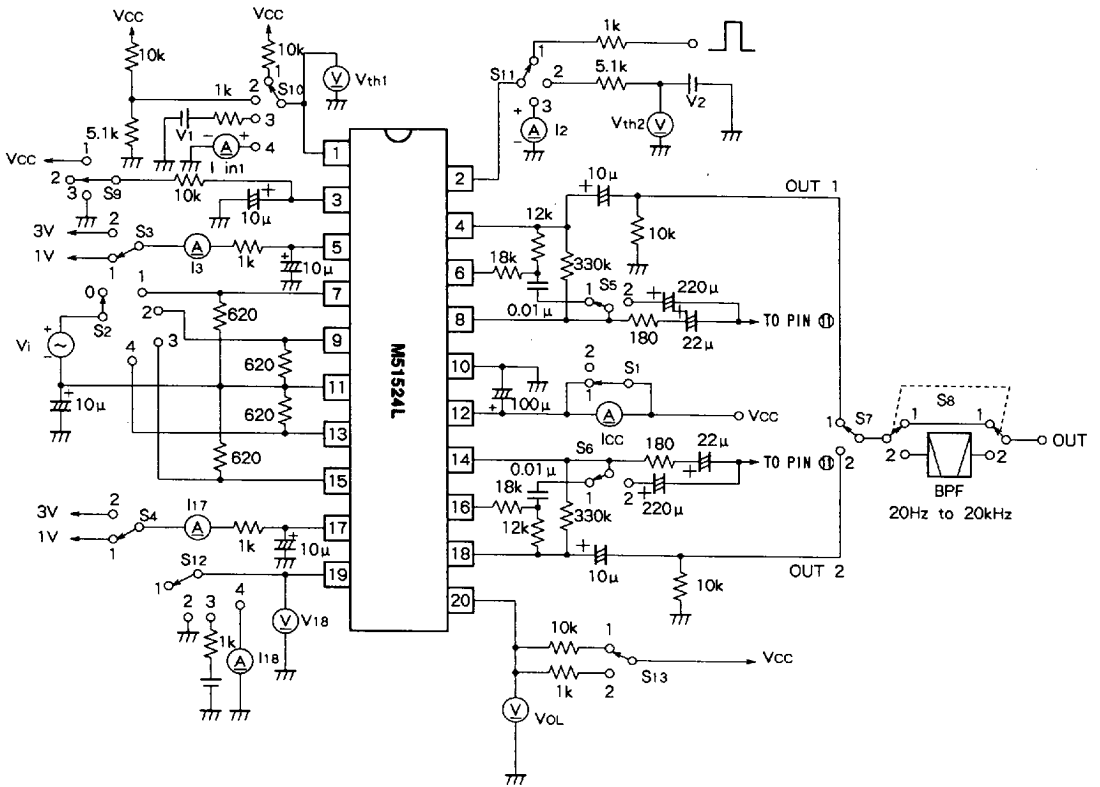 VCC
VCC
10k
10k
1
2
S10
Vth1
1k
3
V1
5.1k
4
I in1
VCC
1
2
3
S9
10k
10μ
2
3V
1V
S3
1
I3
1k
10μ
0
1
S2
2
3
4
Vi
10μ
620
620
620
620
3V
1V
2
S4
1
I17
1k
10μ
S12
1
2
3
4
1k
I18
V18
1
3
5
7
9
11
13
15
17
19
M51524L
2
4
6
8
10
12
14
16
18
20
S11
1
2
3
1k
5.1k
V2
Vth2
I2
10μ
OUT 1
12k
10k
18k
330k
0.01μ
S5
1
2
220μ
180
22μ
TO PIN ⑪
100μ
2
S1
1
ICC
VCC
S6
180
22μ
TO PIN ⑪
0.01μ
1
2
220μ
18k
12k
330k
10μ
10k
OUT 2
1
S7
2
S8
1
1
2
2
OUT
BPF
20Hz to 20kHz
10k
1
1k
2
S13
VCC
VOL